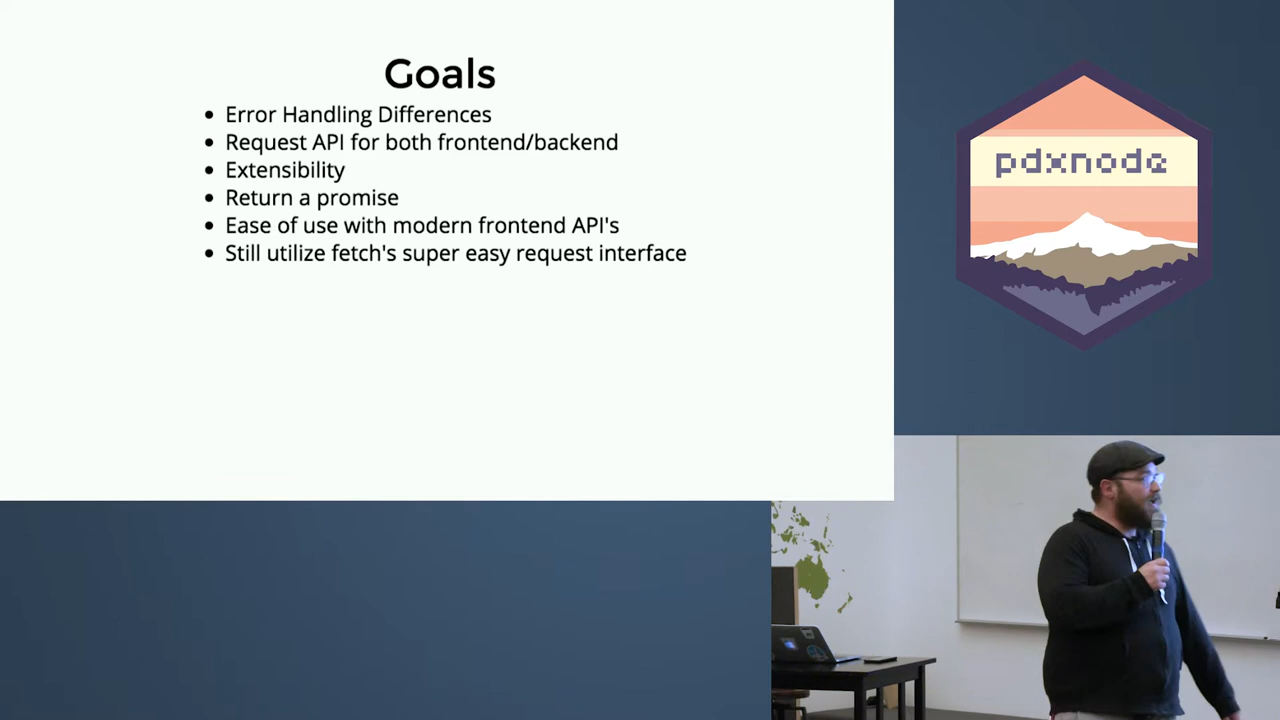 Goals
Error Handling Differences
Request API for both frontend/backend
Extensibility
Return a promise
Ease of use with modern frontend API's
Still utilize fetch's super easy request interface
pdxnode